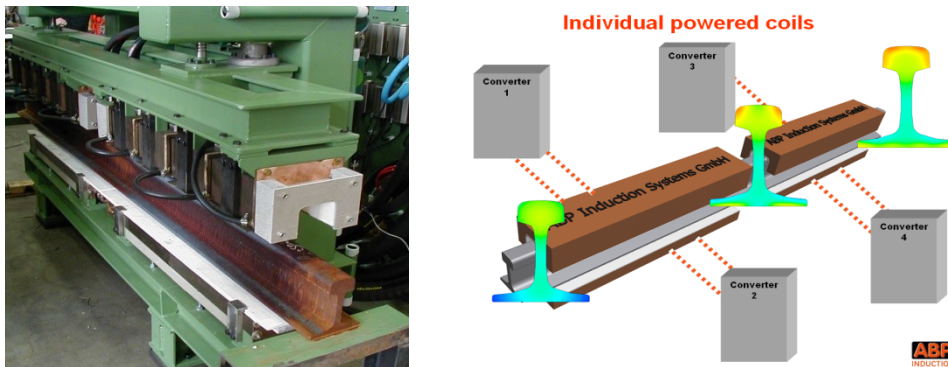 Individual powered coils
Converter
1
Converter
3
ABP Induction Systems GmbH
ABP Induction Systems GmbH
Converter
4
Converter
2
ABP
INDUCTION